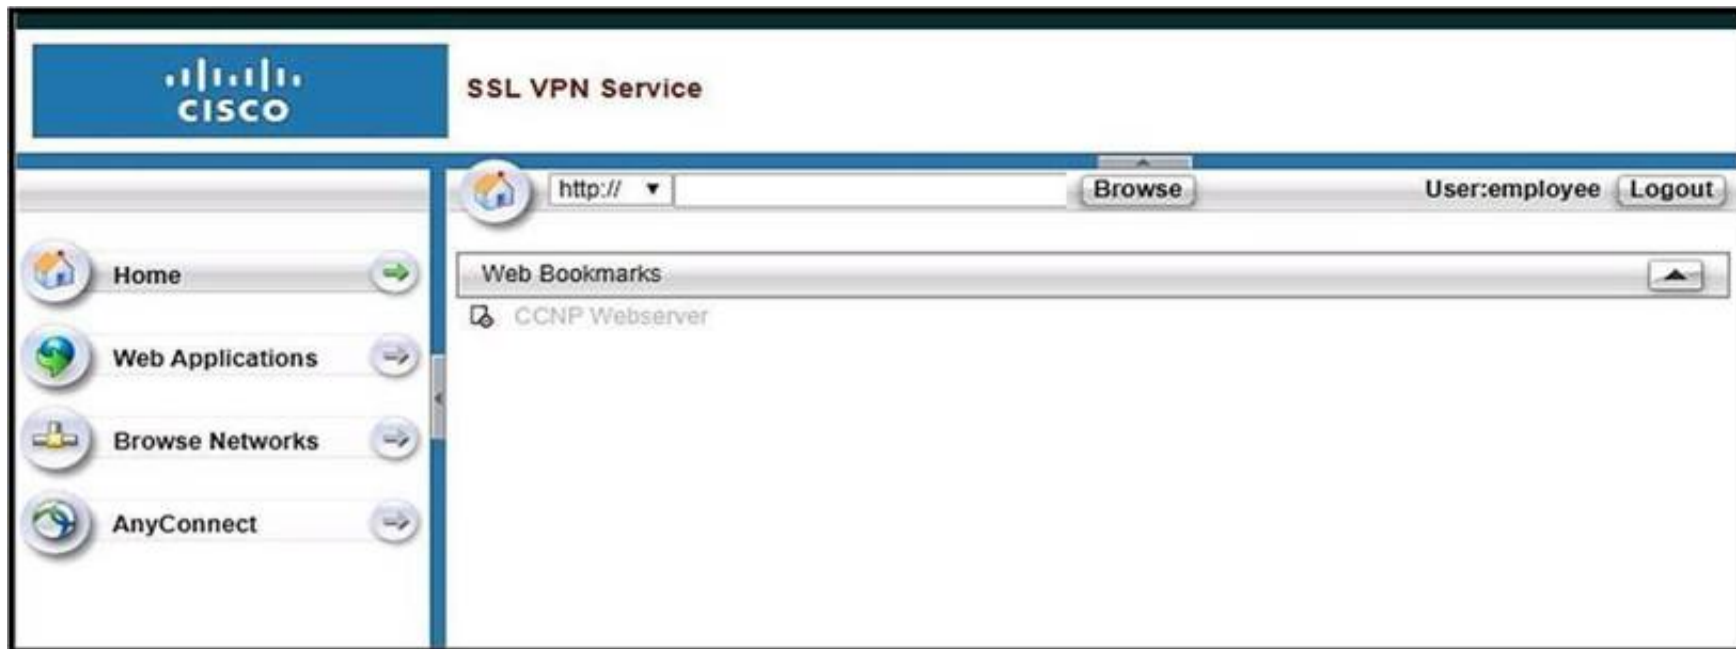 CISCO
SSL VPN Service
http://
Browse
User:employee
Logout
Home
Web Applications
Browse Networks
AnyConnect
Web Bookmarks
CCNP Webserver